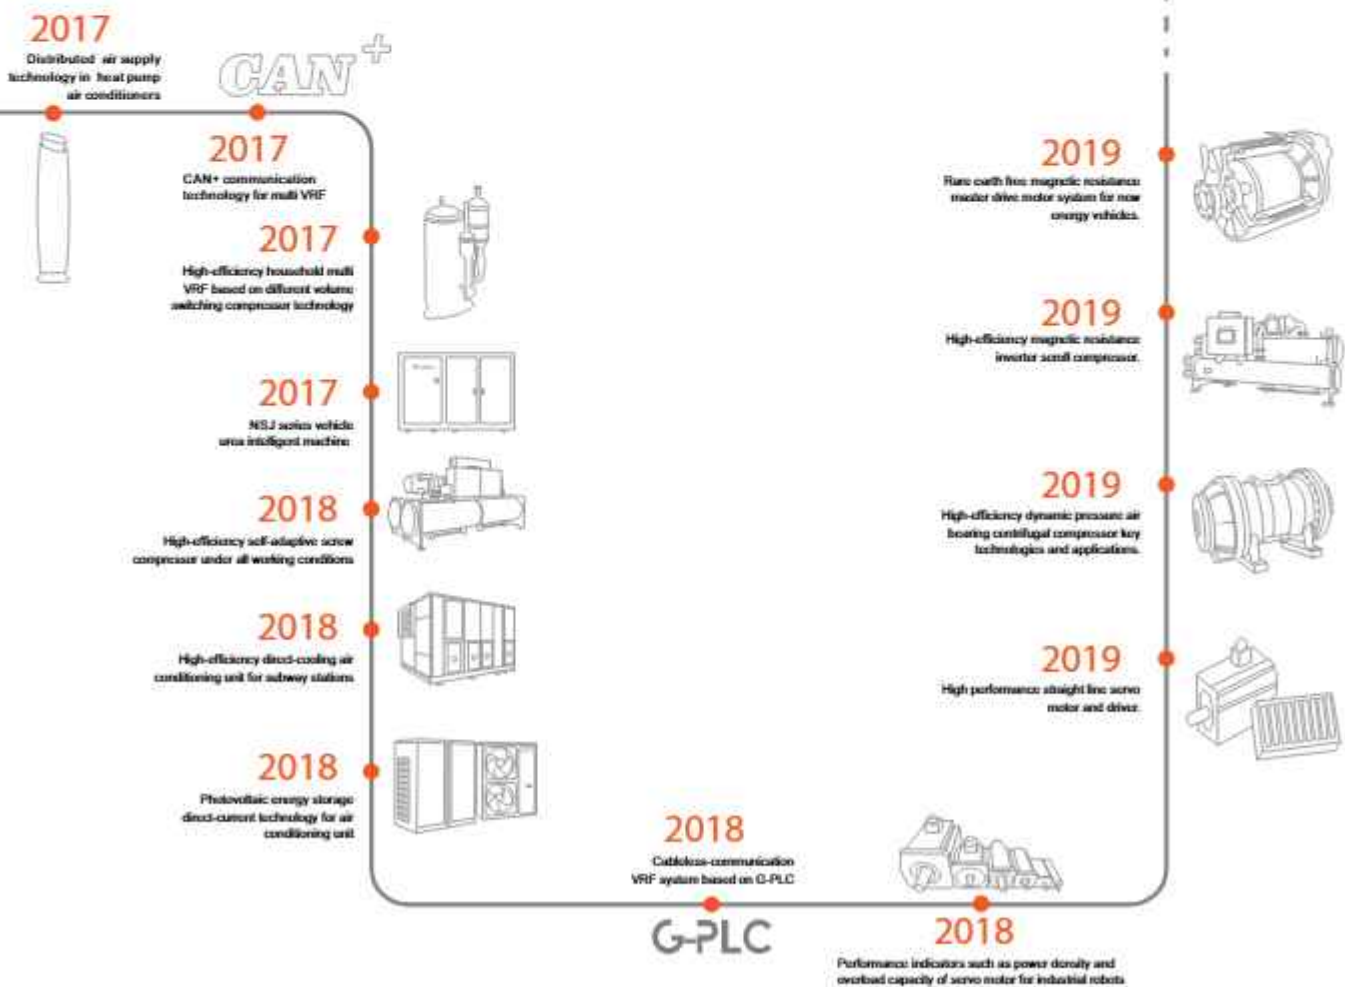 2017
Distributed air supply
technology in heat pump
air conditioners
CAN+
2017
CAN+ communication
technology for multi VRF
2017
High-efficiency household multi
VRF based on different volume
switching compressor technology
2017
NSJ series vehicle
urea intelligent machine
2018
High-efficiency self-adaptive screw
compressor under all working conditions
2018
High-efficiency direct-cooling air
conditioning unit for subway stations
2018
Photovoltaic energy storage
direct-current technology for air
conditioning unit
2018
Cableless-communication
VRF system based on G-PLC
G-PLC
2018
Performance indicators such as power density and
overload capacity of servo motor for industrial robots
2019
High performance straight line servo
motor and driver.
2019
High-efficiency dynamic pressure air
bearing centrifugal compressor key
technologies and applications.
2019
High-efficiency magnetic resistance
inverter scroll compressor.
2019
Rare earth free magnetic resistance
master drive motor system for new
energy vehicles.